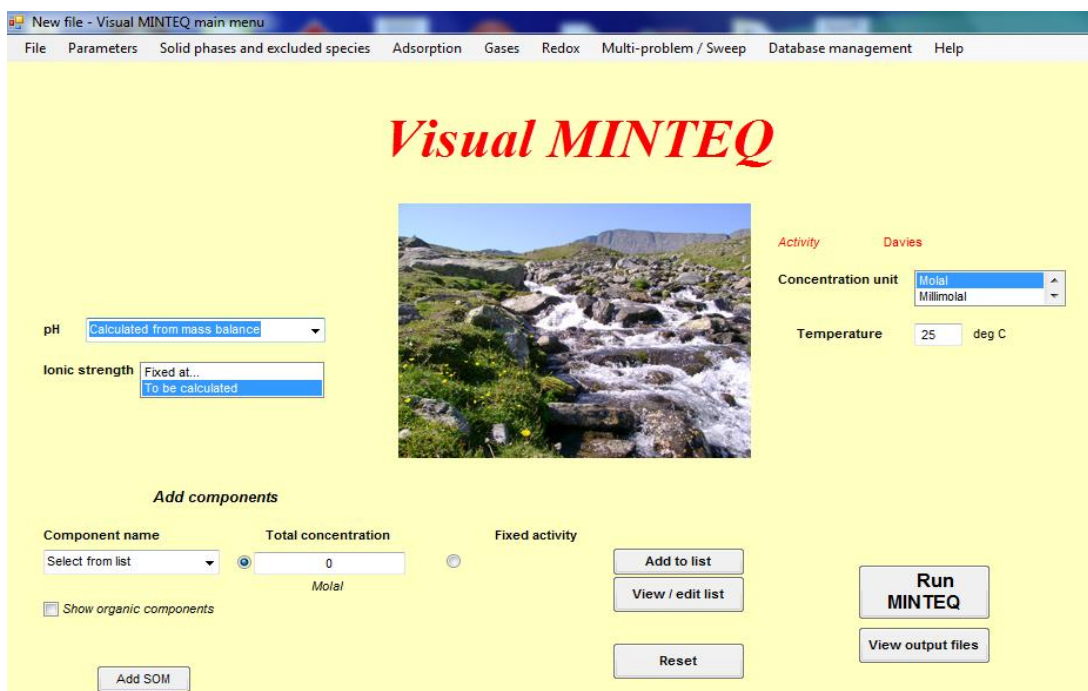 New file - Visual MINTEQ main menu
File Parameters Solid phases and excluded species Adsorption Gases Redox Multi-problem / Sweep Database management Help
Visual MINTEQ
Activity Davies
Concentration unit Molal
Millimolal
pH Calculated from mass balance
Temperature 25 deg C
Ionic strength Fixed at...
To be calculated
Add components
Component name Total concentration Fixed activity
Select from list 0
Molal
Add to list
View / edit list
Show organic components
Run
MINTEQ
View output files
Reset
Add SOM